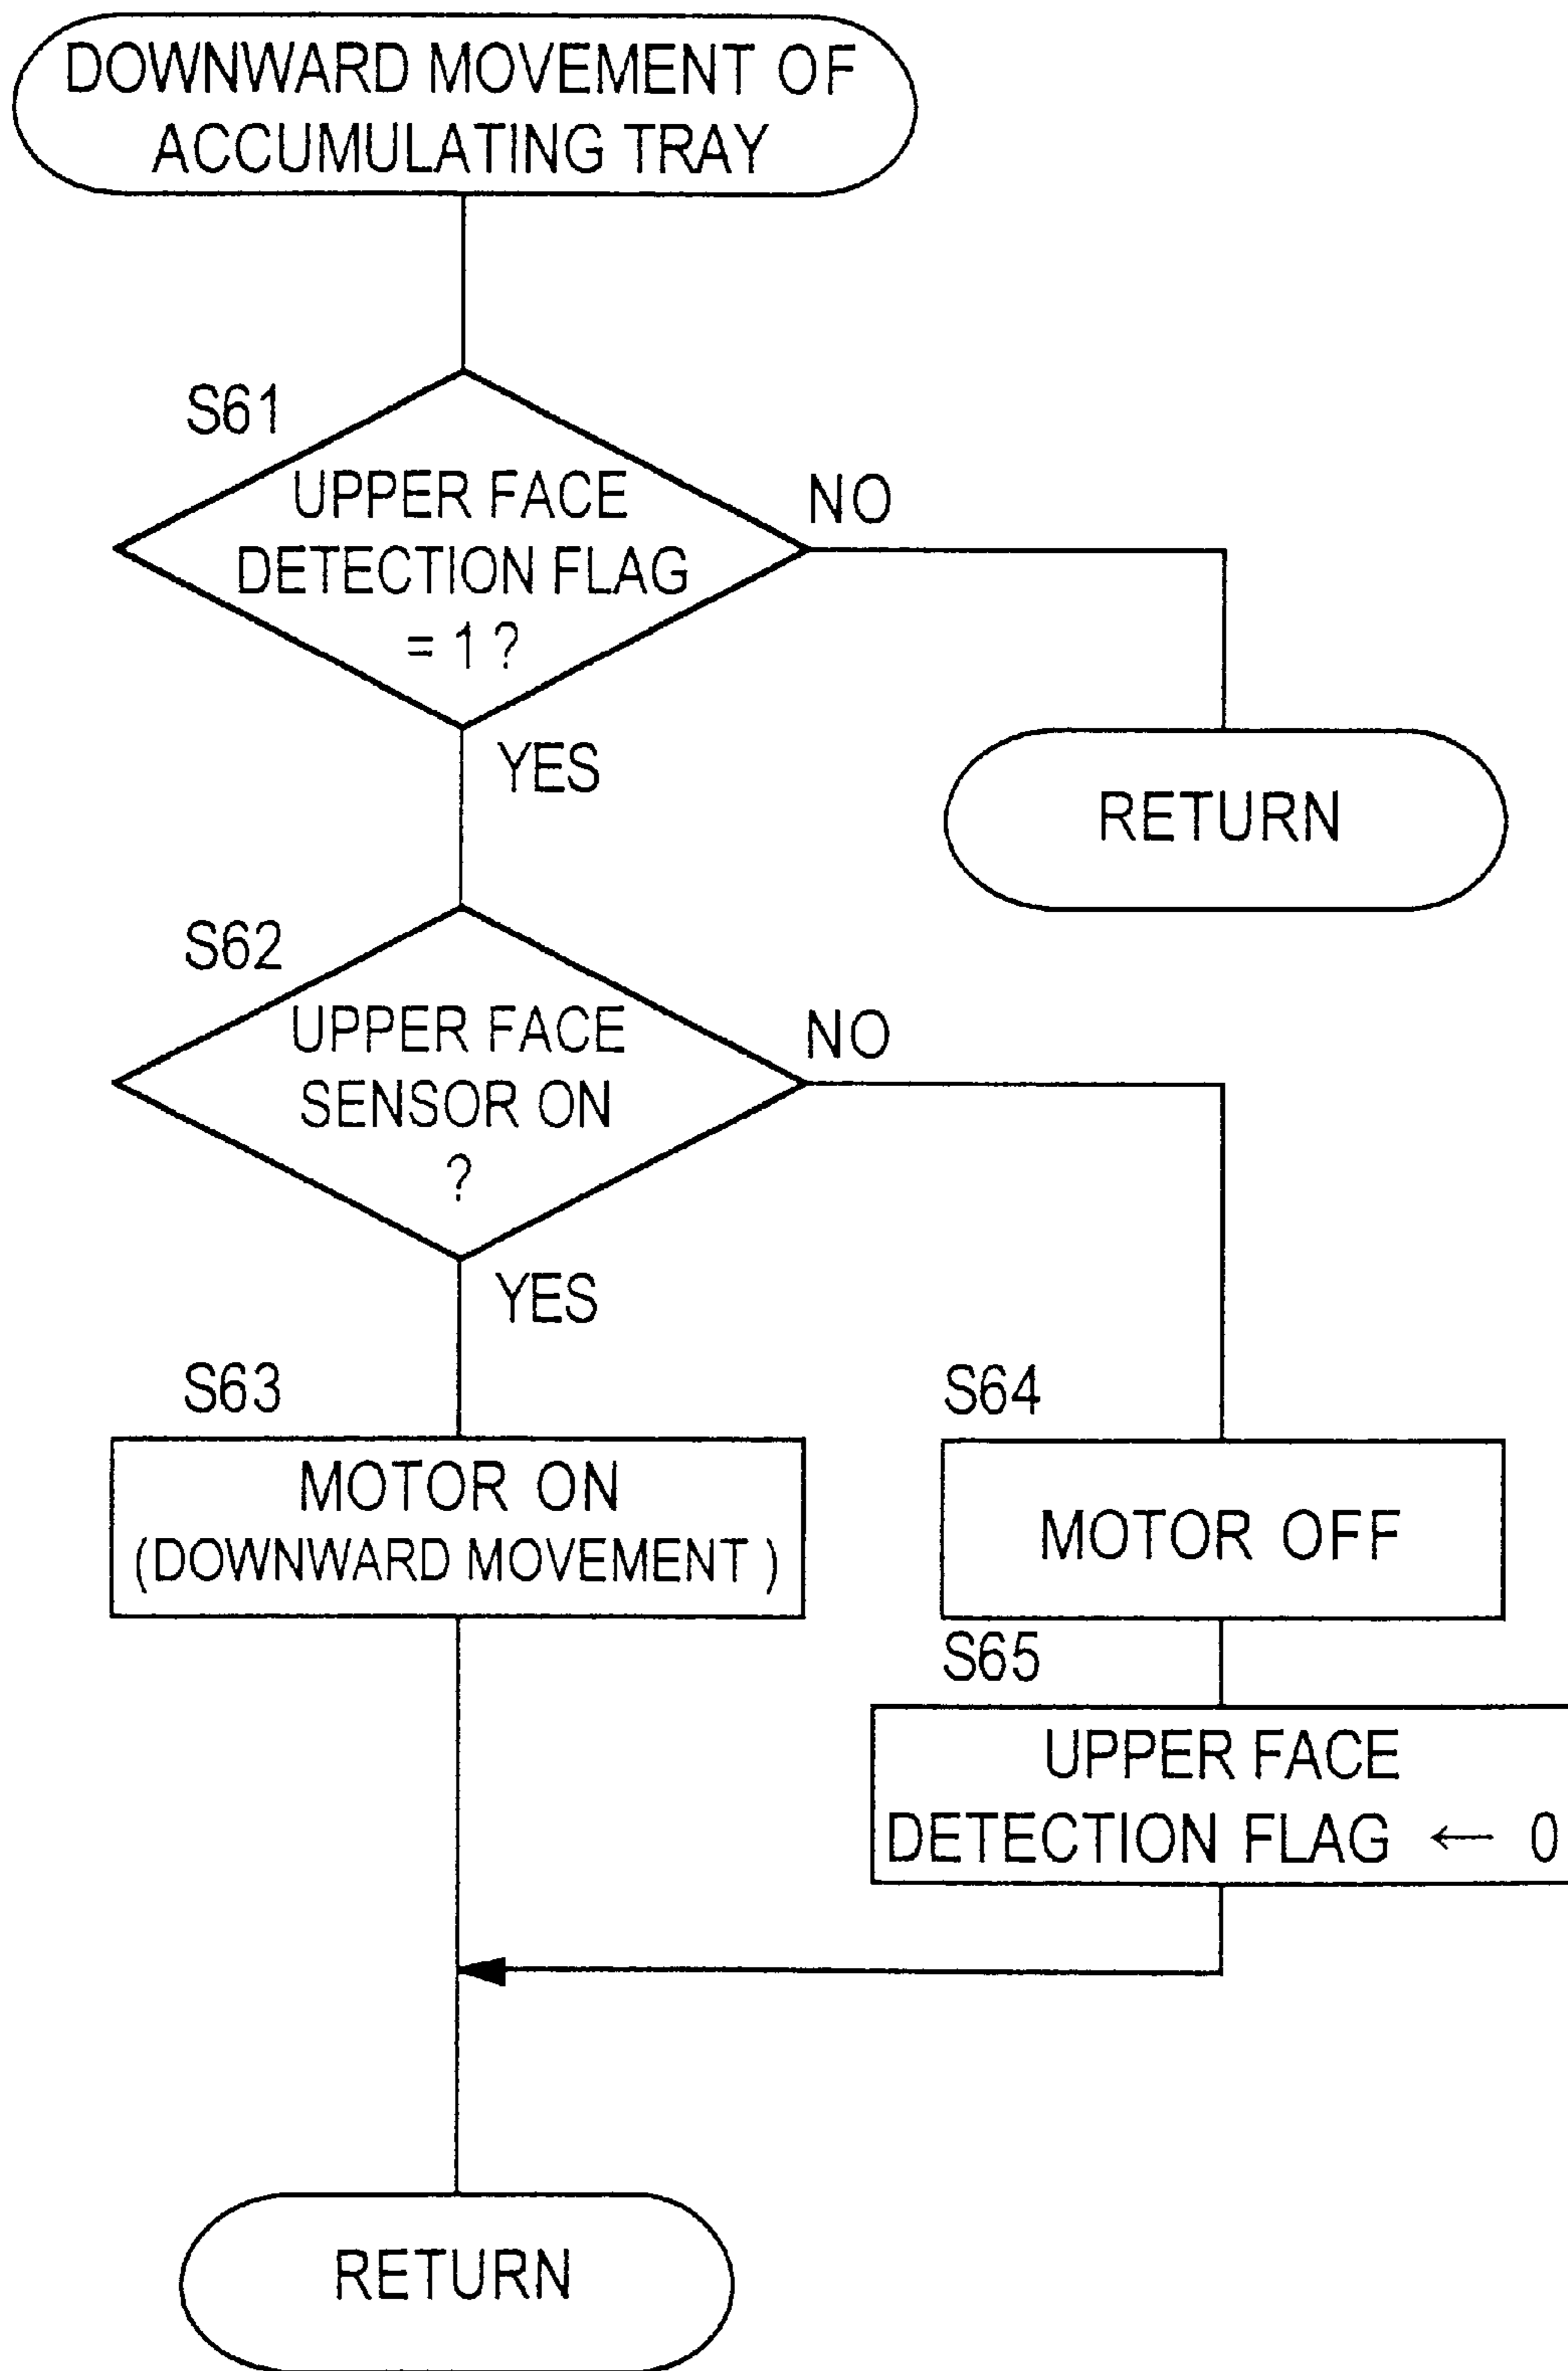 DOWNWARD MOVEMENT OF
ACCUMULATING TRAY
S61
UPPER FACE
DETECTION FLAG
= 1 ?
NO
YES
RETURN
S62
UPPER FACE
SENSOR ON
?
NO
YES
S63
MOTOR ON
(DOWNWARD MOVEMENT)
S64
MOTOR OFF
S65
UPPER FACE
DETECTION FLAG ← 0
RETURN